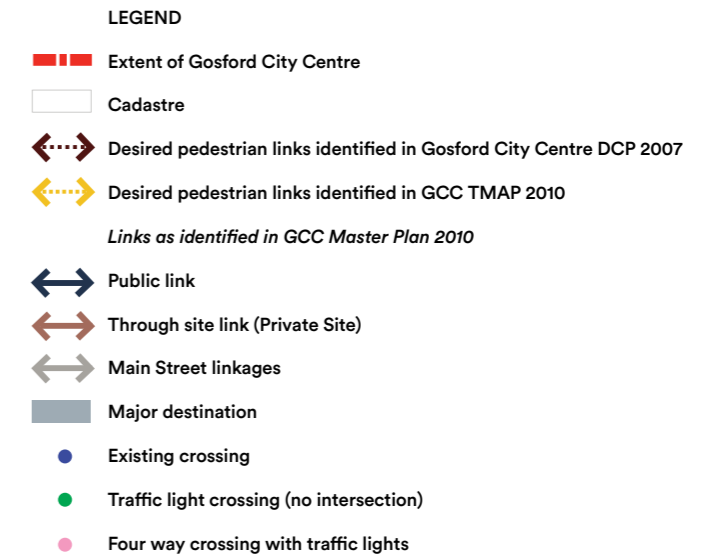 LEGEND
Extent of Gosford City Centre
Cadastre
Desired pedestrian links identified in Gosford City Centre DCP 2007
Desired pedestrian links identified in GCC TMAP 2010
Links as identified in GCC Master Plan 2010
Public link
Through site link (Private Site)
Main Street linkages
Major destination
Existing crossing
Traffic light crossing (no intersection)
Four way crossing with traffic lights